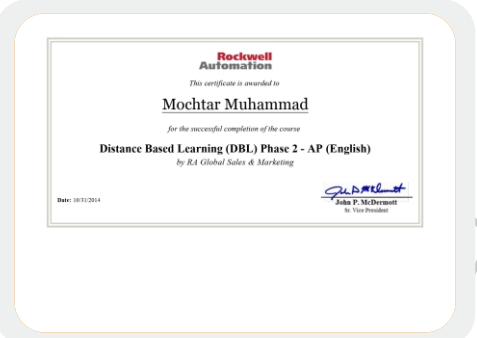 Rockwell
Automation
This certificate is awarded to
Mochtar Muhammad
for the successful completion of the course
Distance Based Learning (DBL) Phase 2 - AP (English)
by RA Global Sales & Marketing
Date: 10/31/2014
John P. McDermott
Sr. Vice President